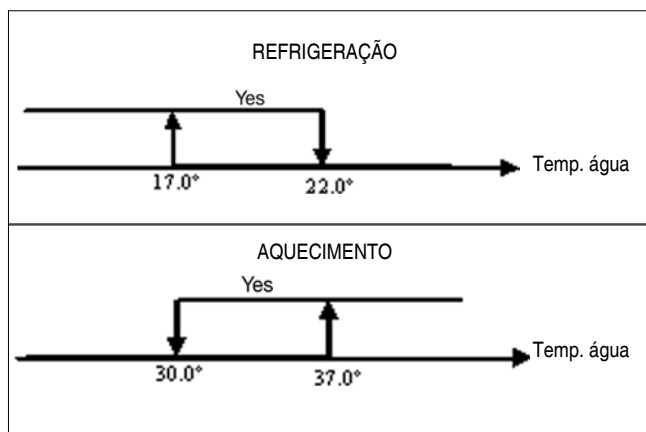 REFRIGERAÇÃO
Yes
Temp. água
17.0°
22.0°
AQUECIMENTO
Yes
Temp. água
30.0°
37.0°